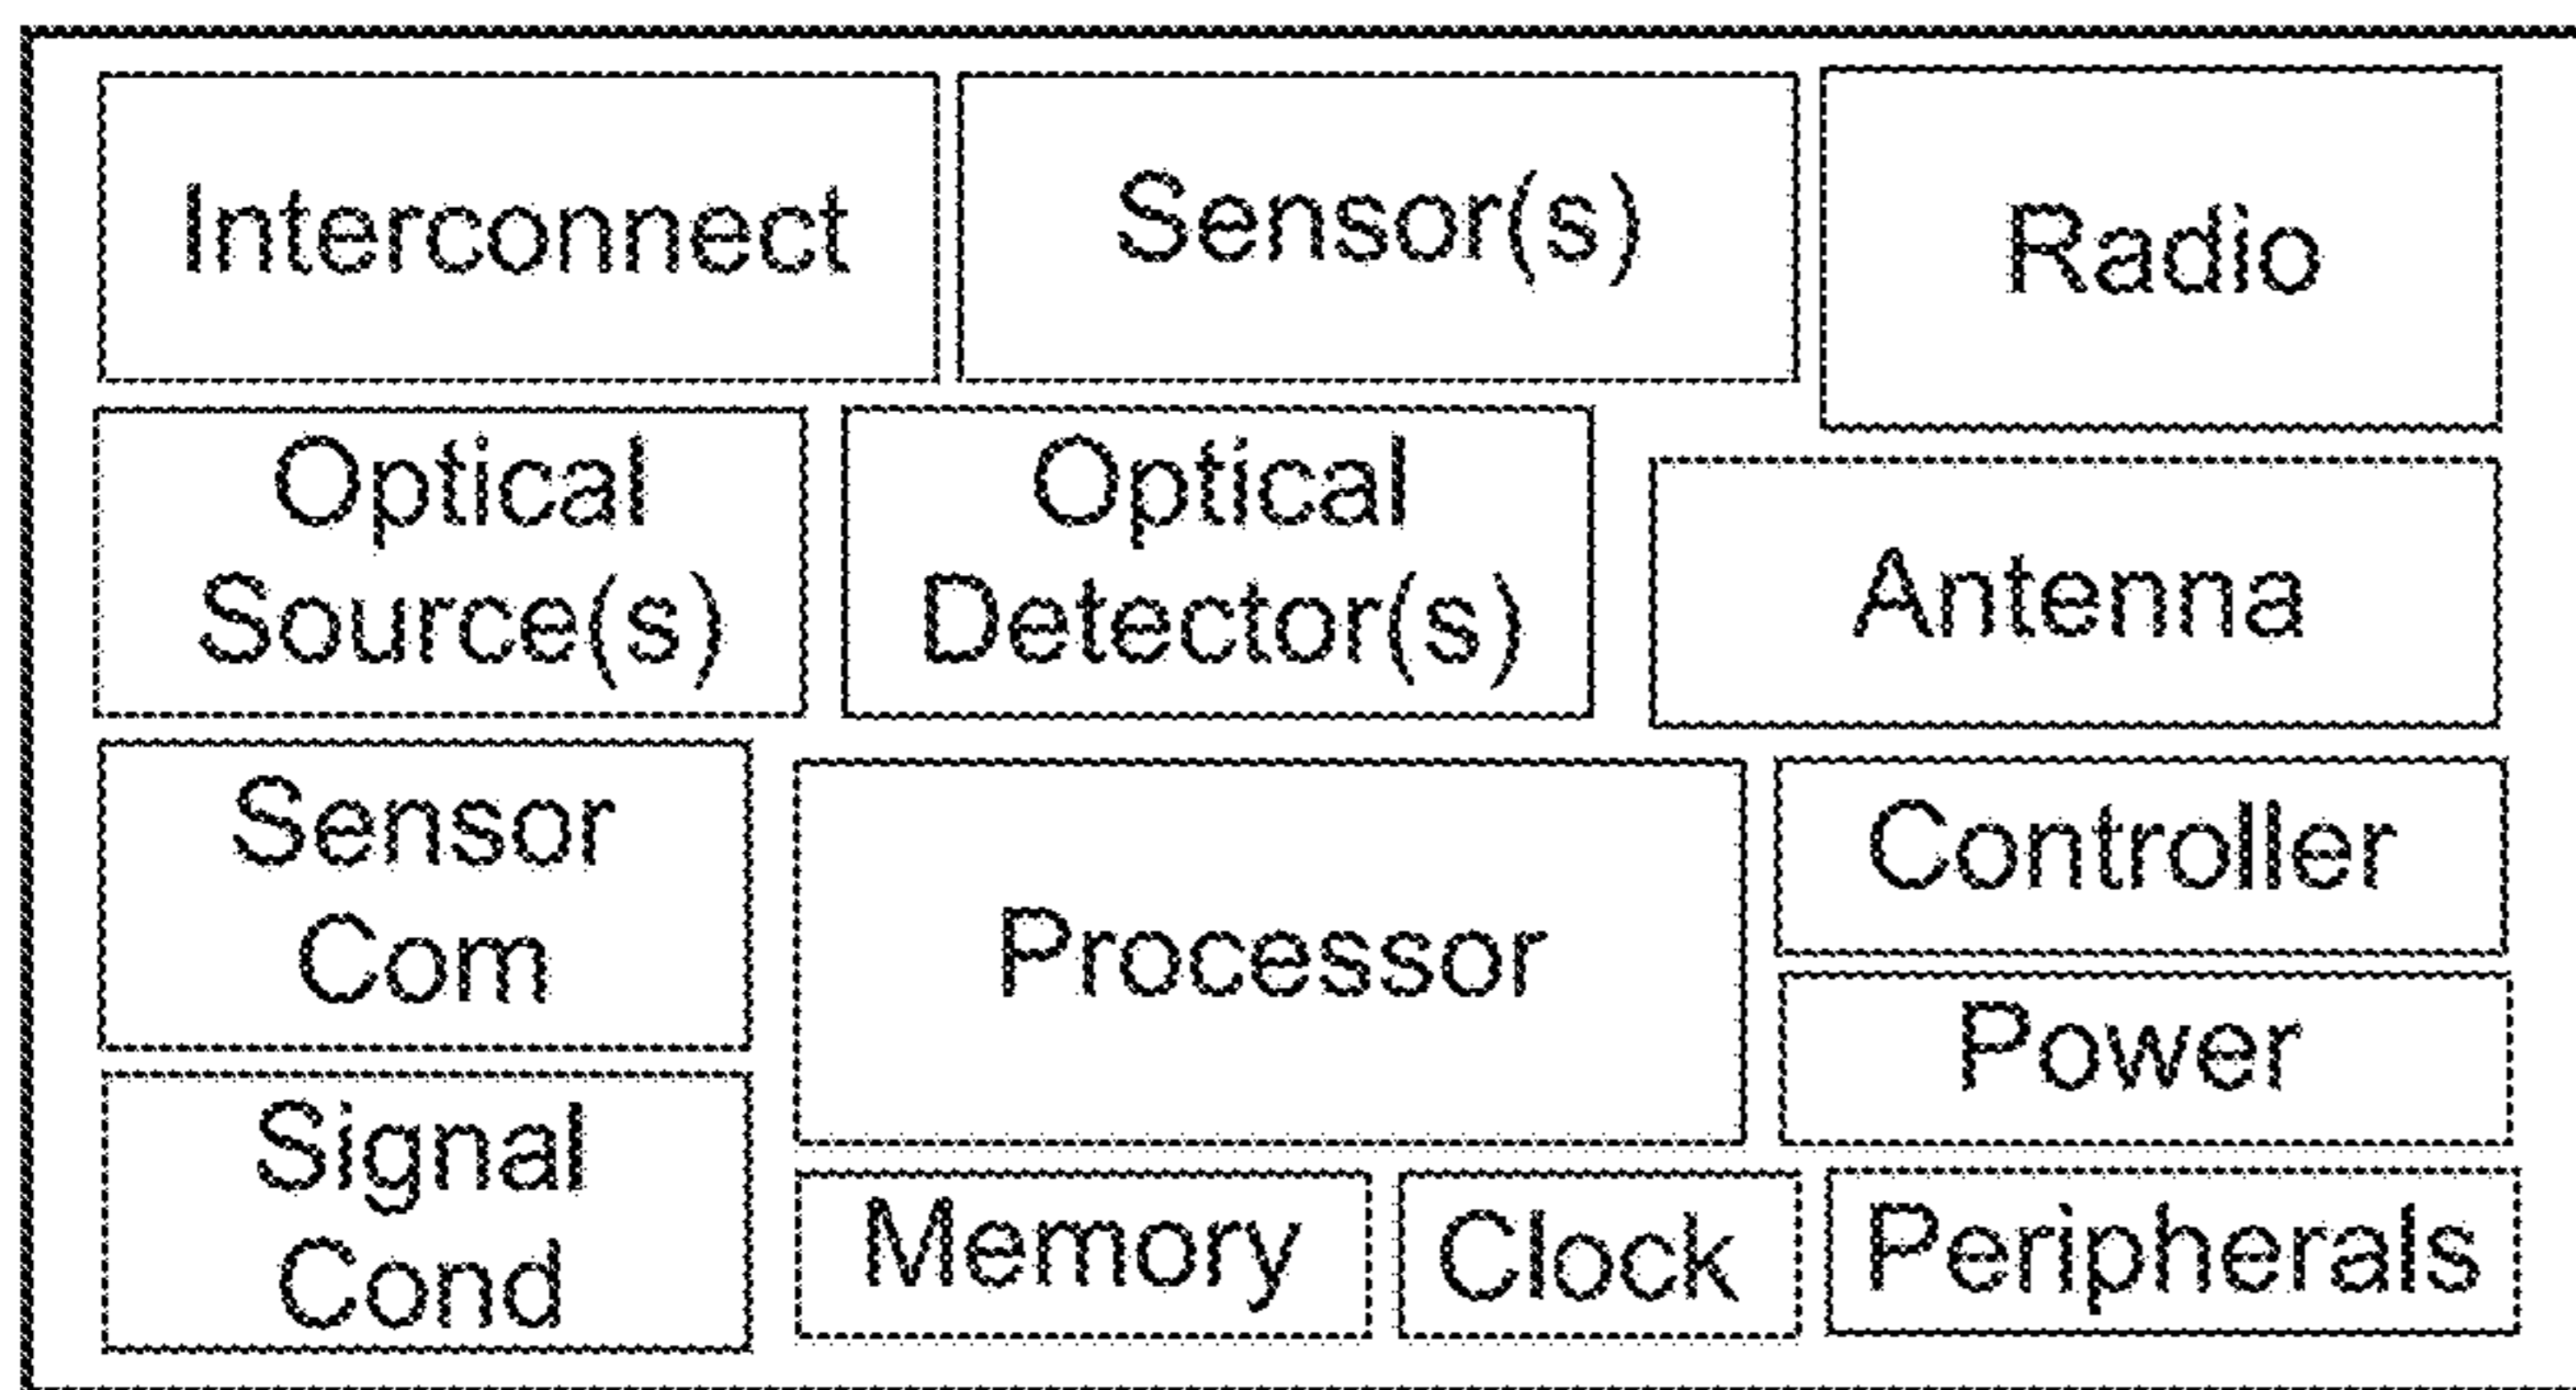 Interconnect
Sensor(s)
Radio
Optical
Source(s)
Optical
Detector(s)
Antenna
Sensor
Com
Processor
Controller
Power
Signal
Cond
Memory
Clock
Peripherals